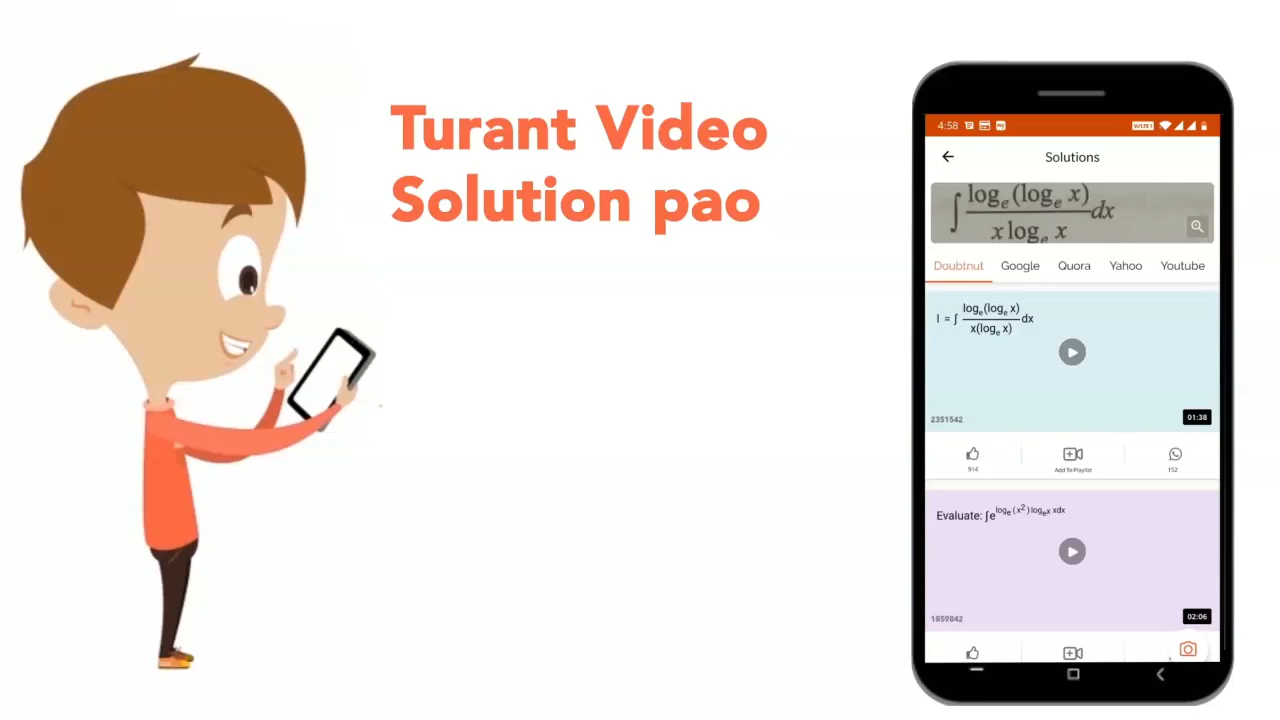 Turant Video
Solution pao
4:58
VoLTE1
Solutions
∫ logₑ(logₑ x) / x logₑ x dx
Doubtnut Google Quora Yahoo Youtube
I = ∫ logₑ(logₑ x) / x(logₑ x) dx
2351542 01:38
914 Add To Playlist 152
Evaluate: ∫e^logₑ(x²)logₑx xdx
1859842 02:06